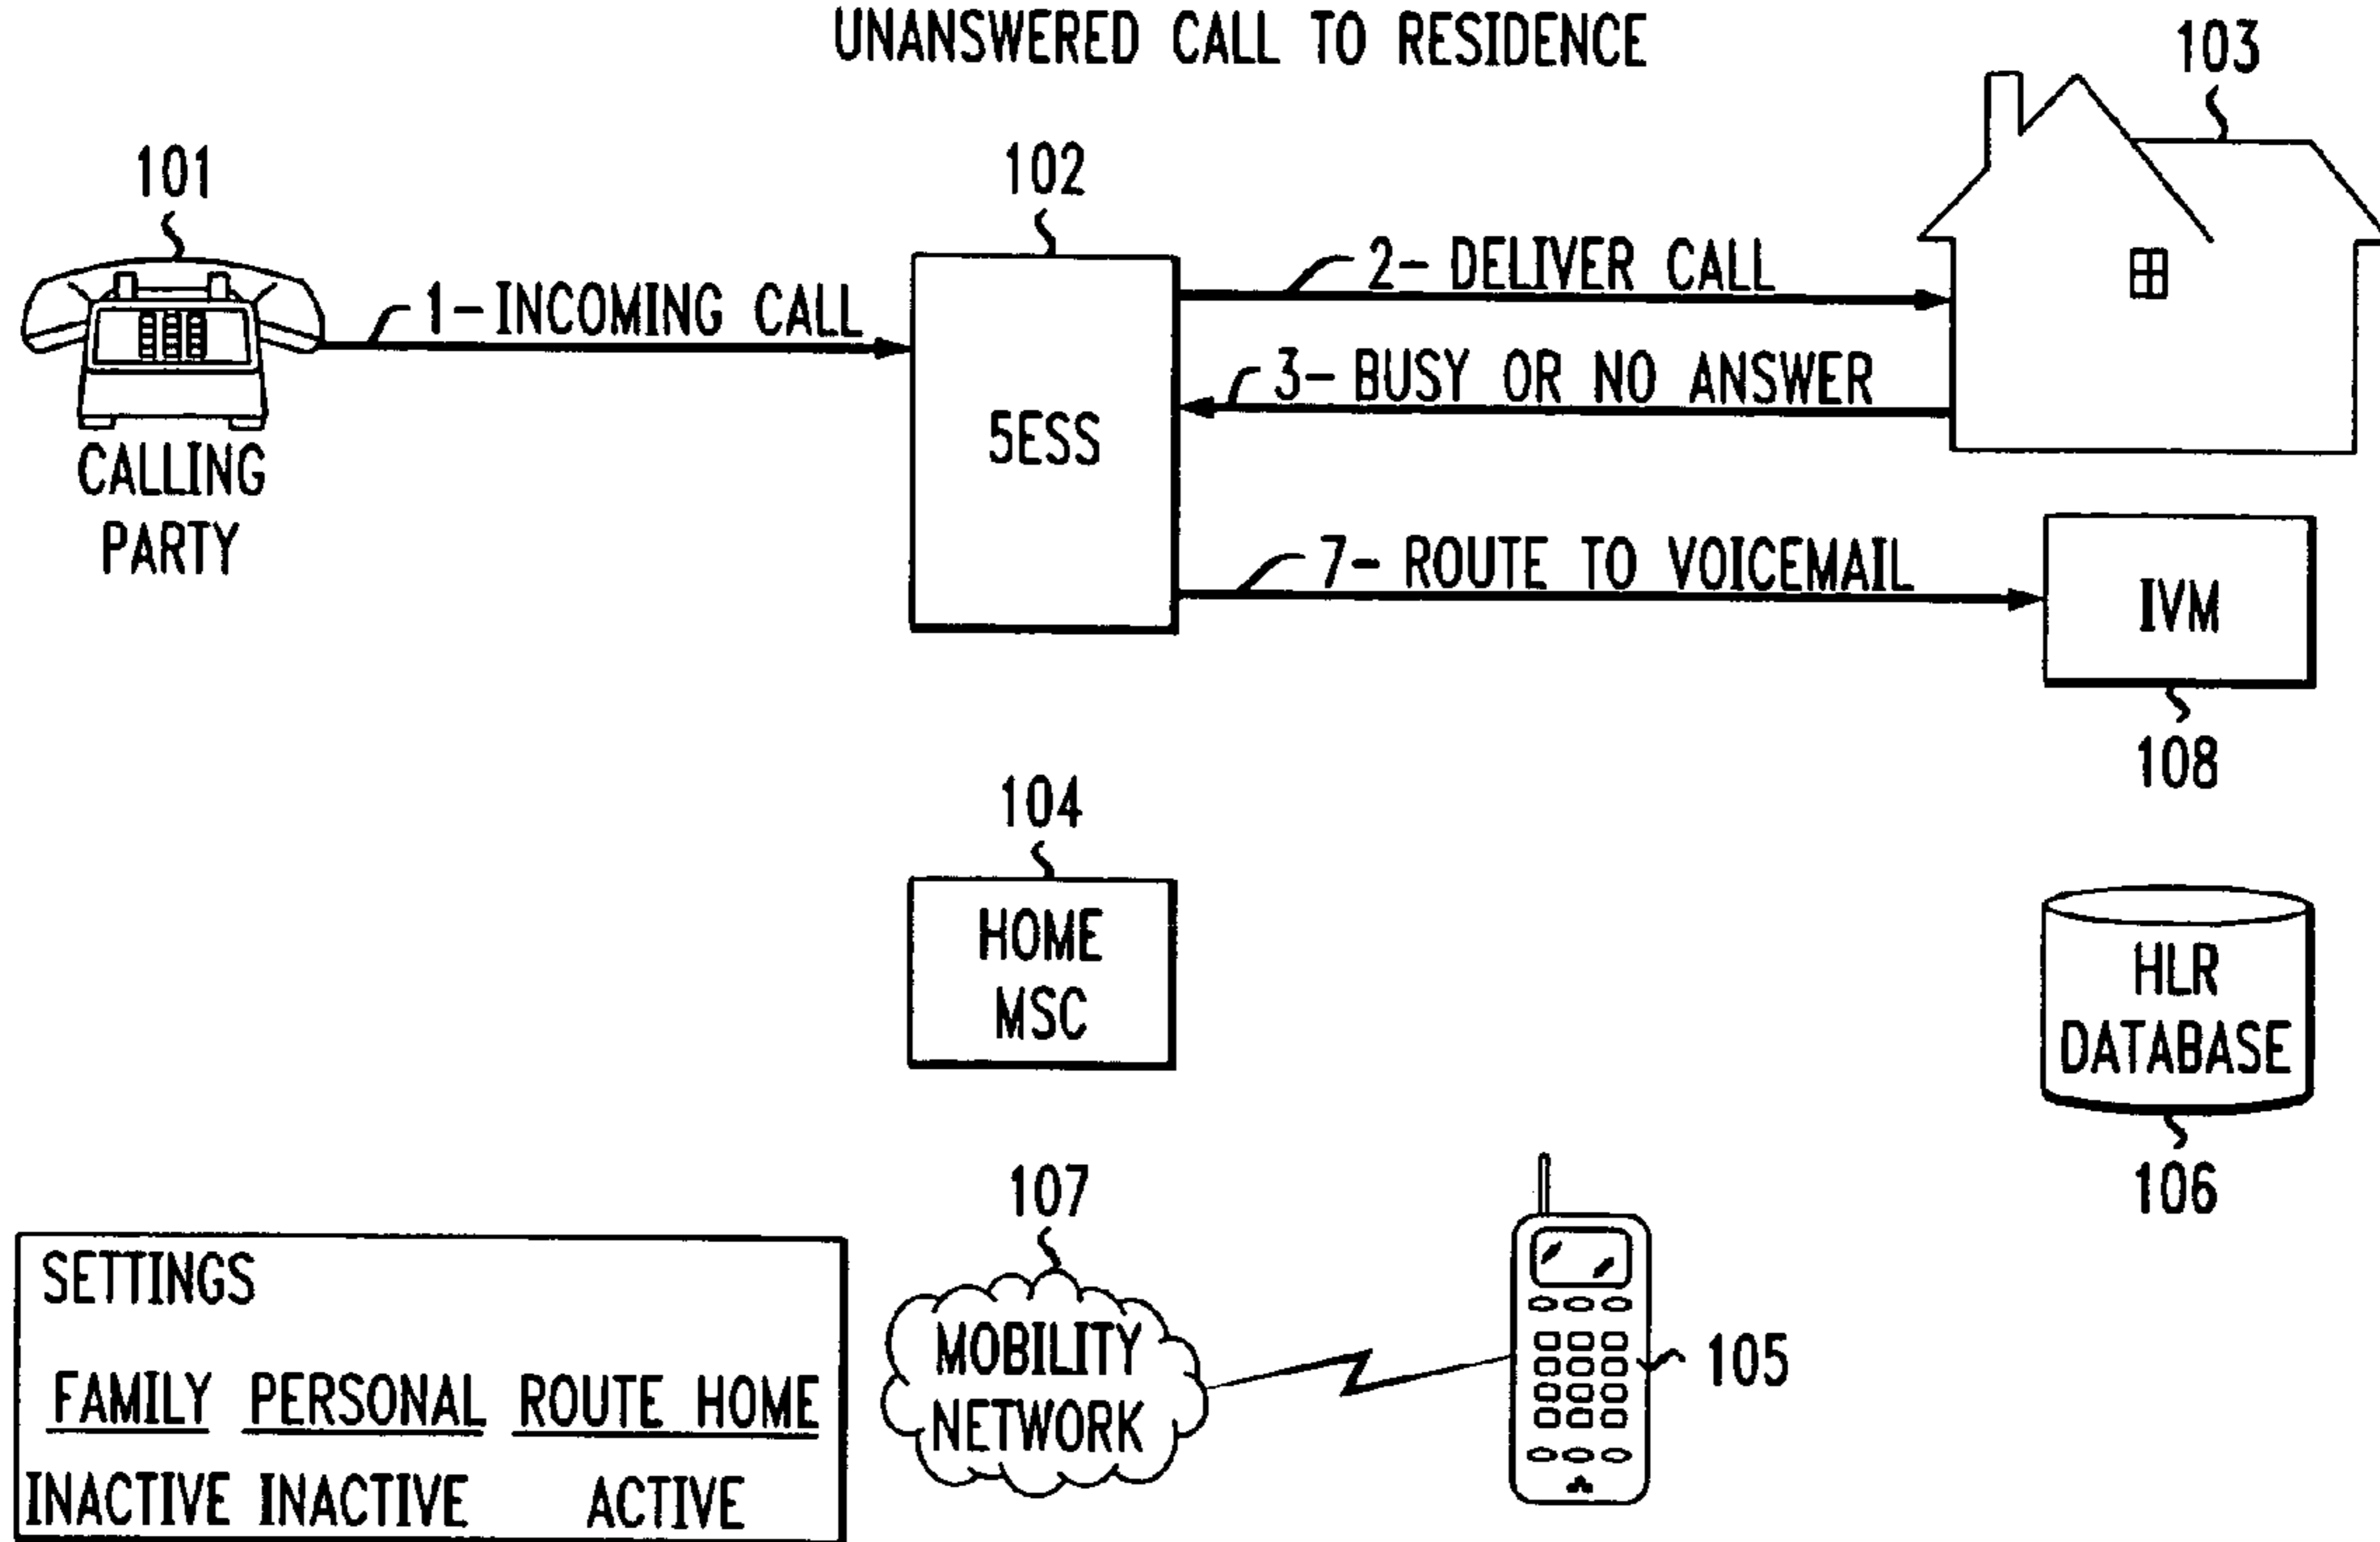 UNANSWERED CALL TO RESIDENCE
103
101
102
2- DELIVER CALL
1- INCOMING CALL
3- BUSY OR NO ANSWER
5ESS
CALLING
PARTY
7- ROUTE TO VOICEMAIL
IVM
108
104
HOME
MSC
HLR
DATABASE
106
107
MOBILITY
NETWORK
105
SETTINGS
FAMILY PERSONAL ROUTE HOME
INACTIVE INACTIVE ACTIVE